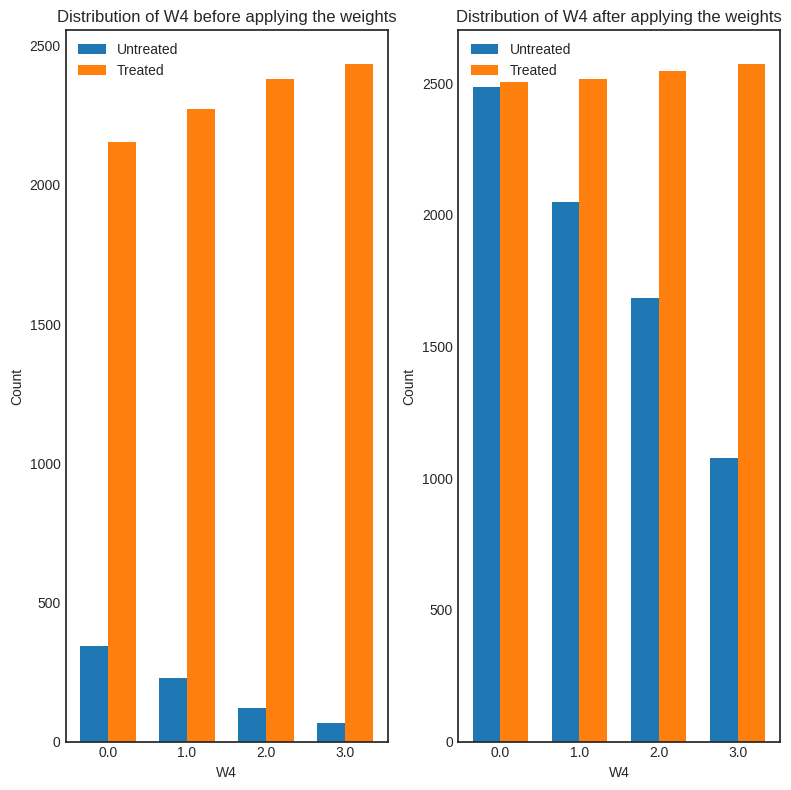 Distribution of W4 before applying the weights
Untreated
Treated
2500
2000
1500
1000
500
0
Count
0.0 1.0 2.0 3.0
W4
Distribution of W4 after applying the weights
Untreated
Treated
2500
2000
1500
1000
500
0
Count
0.0 1.0 2.0 3.0
W4